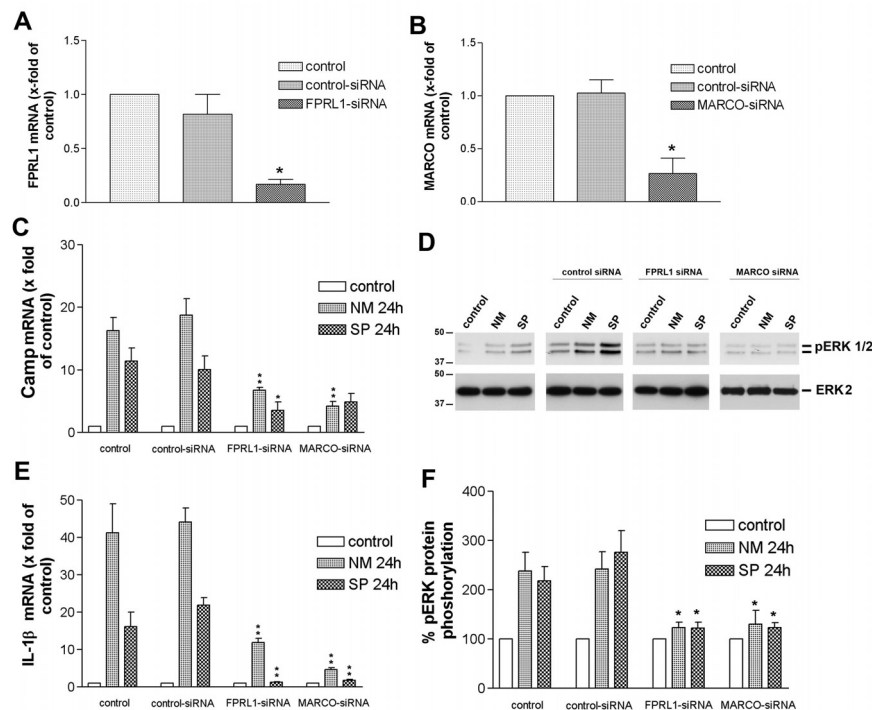 A
FPRL1 mRNA (x-fold of
control)
1.5
1.0
0.5
0.0
control
control-siRNA
FPRL1-siRNA
*
B
MARCO mRNA (x-fold of
control)
1.5
1.0
0.5
0.0
control
control-siRNA
MARCO-siRNA
*
C
Camp mRNA (x fold
of control)
30
20
10
0
control
NM 24h
SP 24h
**
*
**
control
control-siRNA
FPRL1-siRNA
MARCO-siRNA
D
control siRNA
FPRL1 siRNA
MARCO siRNA
control
NM
SP
control
NM
SP
control
NM
SP
control
NM
SP
50
37
pERK 1/2
50
37
ERK2
E
IL-1β mRNA (x fold of
control)
50
40
30
20
10
0
control
NM 24h
SP 24h
**
**
**
**
control
control-siRNA
FPRL1-siRNA
MARCO-siRNA
F
% pERK protein
phoshorylation
400
300
200
100
0
control
NM 24h
SP 24h
*
*
*
*
control
control-siRNA
FPRL1-siRNA
MARCO-siRNA